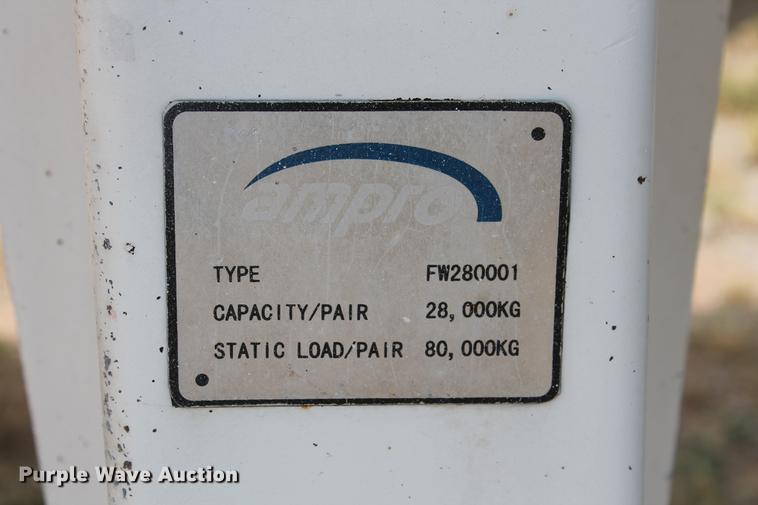 ampro
TYPE FW280001
CAPACITY/PAIR 28,000KG
STATIC LOAD/PAIR 80,000KG
Purple Wave Auction